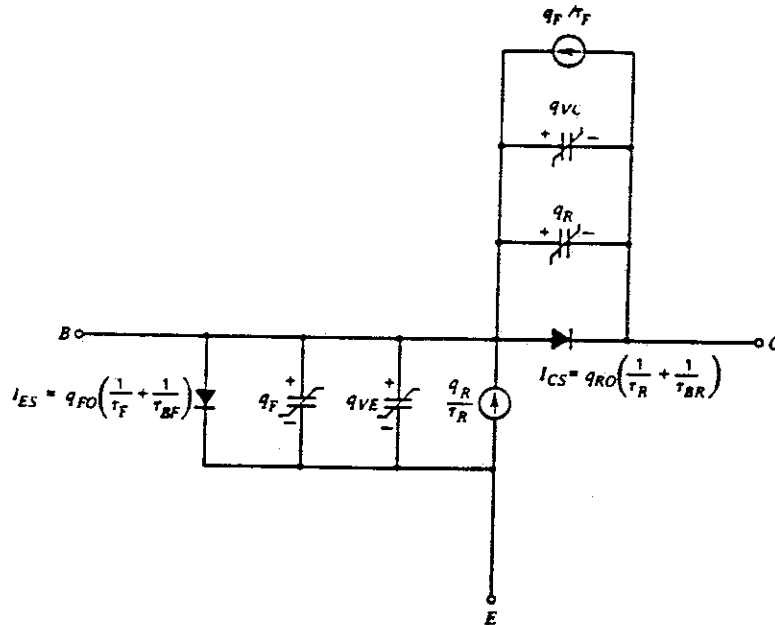 q_F/τ_F
q_VC
+ −
q_R
+ −
B
C
I_ES = q_FO(1/τ_F + 1/τ_BF)
+
q_F
−
+
q_VE
−
q_R/τ_R
I_CS = q_RO(1/τ_R + 1/τ_BR)
E